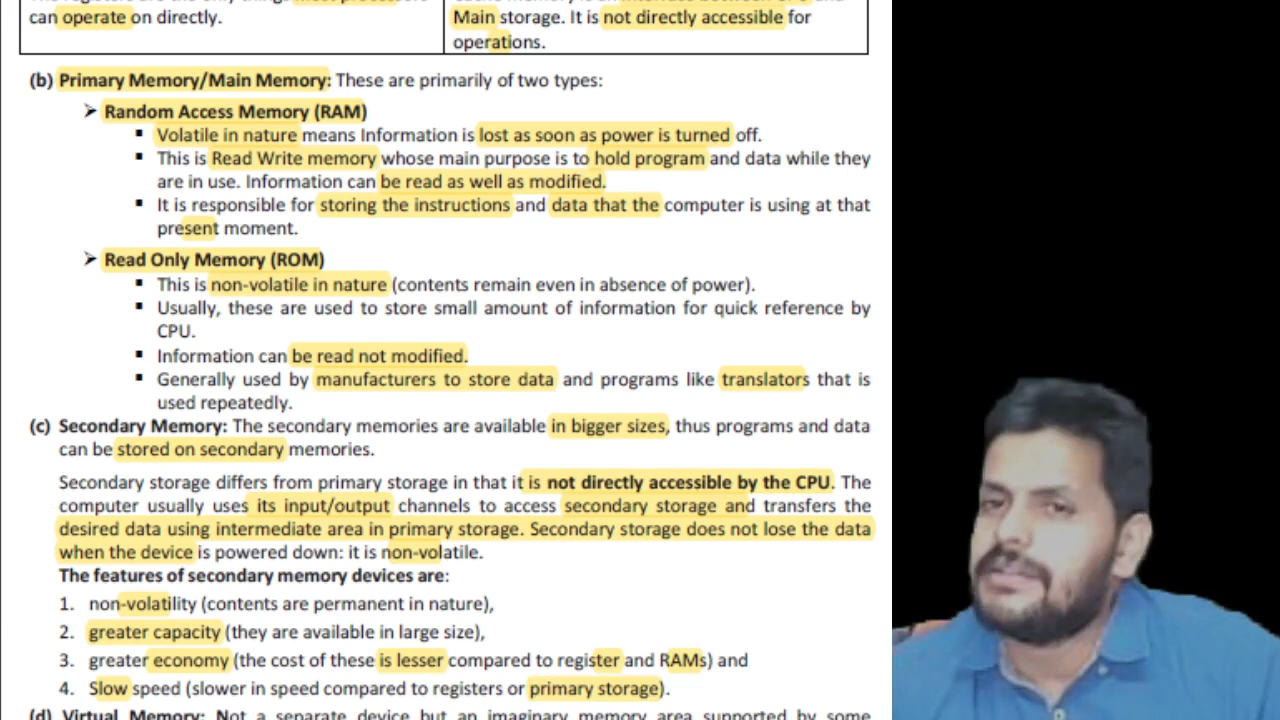 can operate on directly.
Main storage. It is not directly accessible for
operations.
(b) Primary Memory/Main Memory: These are primarily of two types:
➢ Random Access Memory (RAM)
▪ Volatile in nature means Information is lost as soon as power is turned off.
▪ This is Read Write memory whose main purpose is to hold program and data while they
are in use. Information can be read as well as modified.
▪ It is responsible for storing the instructions and data that the computer is using at that
present moment.
➢ Read Only Memory (ROM)
▪ This is non-volatile in nature (contents remain even in absence of power).
▪ Usually, these are used to store small amount of information for quick reference by
CPU.
▪ Information can be read not modified.
▪ Generally used by manufacturers to store data and programs like translators that is
used repeatedly.
(c) Secondary Memory: The secondary memories are available in bigger sizes, thus programs and data
can be stored on secondary memories.
Secondary storage differs from primary storage in that it is not directly accessible by the CPU. The
computer usually uses its input/output channels to access secondary storage and transfers the
desired data using intermediate area in primary storage. Secondary storage does not lose the data
when the device is powered down: it is non-volatile.
The features of secondary memory devices are:
1. non-volatility (contents are permanent in nature),
2. greater capacity (they are available in large size),
3. greater economy (the cost of these is lesser compared to register and RAMs) and
4. Slow speed (slower in speed compared to registers or primary storage).
(d) Virtual Memory: Not a separate device but an imaginary memory area supported by some